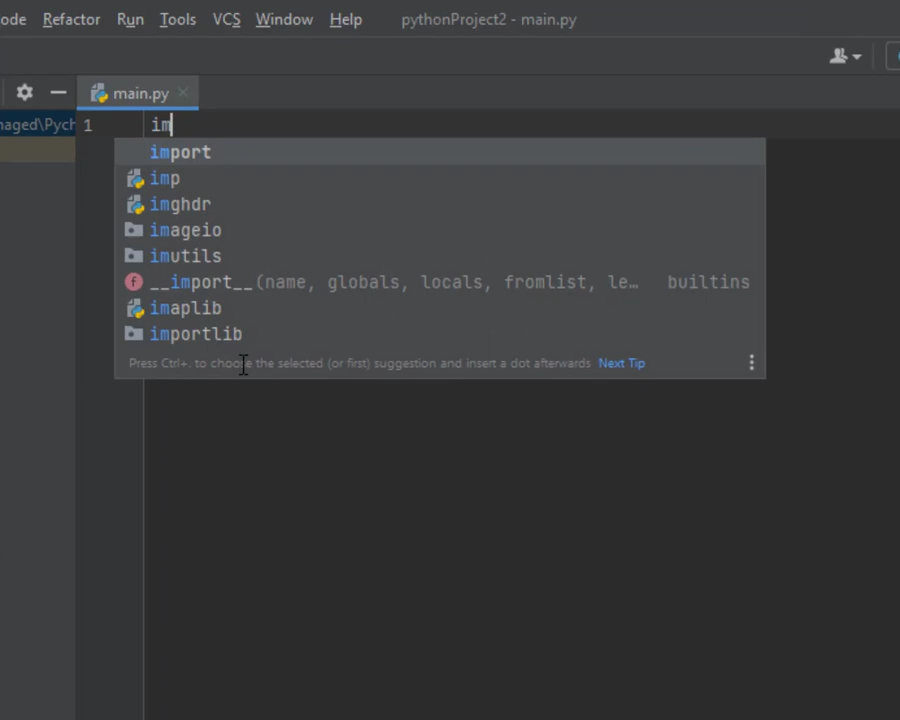 ode Refactor Run Tools VCS Window Help pythonProject2 - main.py
main.py
naged\Pych 1 im
import
imp
imghdr
imageio
imutils
__import__(name, globals, locals, fromlist, le… builtins
imaplib
importlib
Press Ctrl+. to choose the selected (or first) suggestion and insert a dot afterwards Next Tip